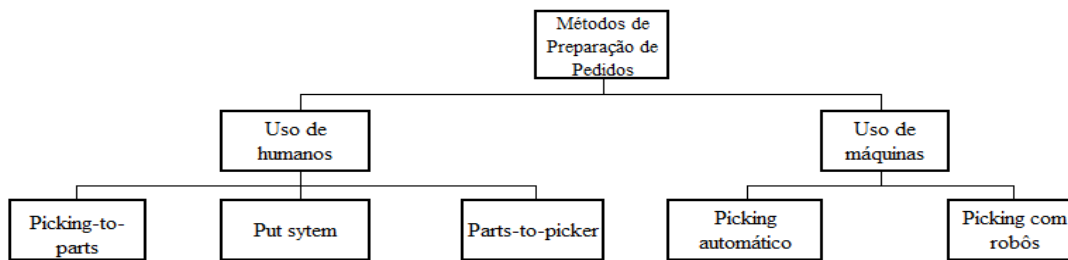 Métodos de
Preparação de
Pedidos
Uso de
humanos
Uso de
máquinas
Picking-to-
parts
Put sytem
Parts-to-picker
Picking
automático
Picking com
robôs